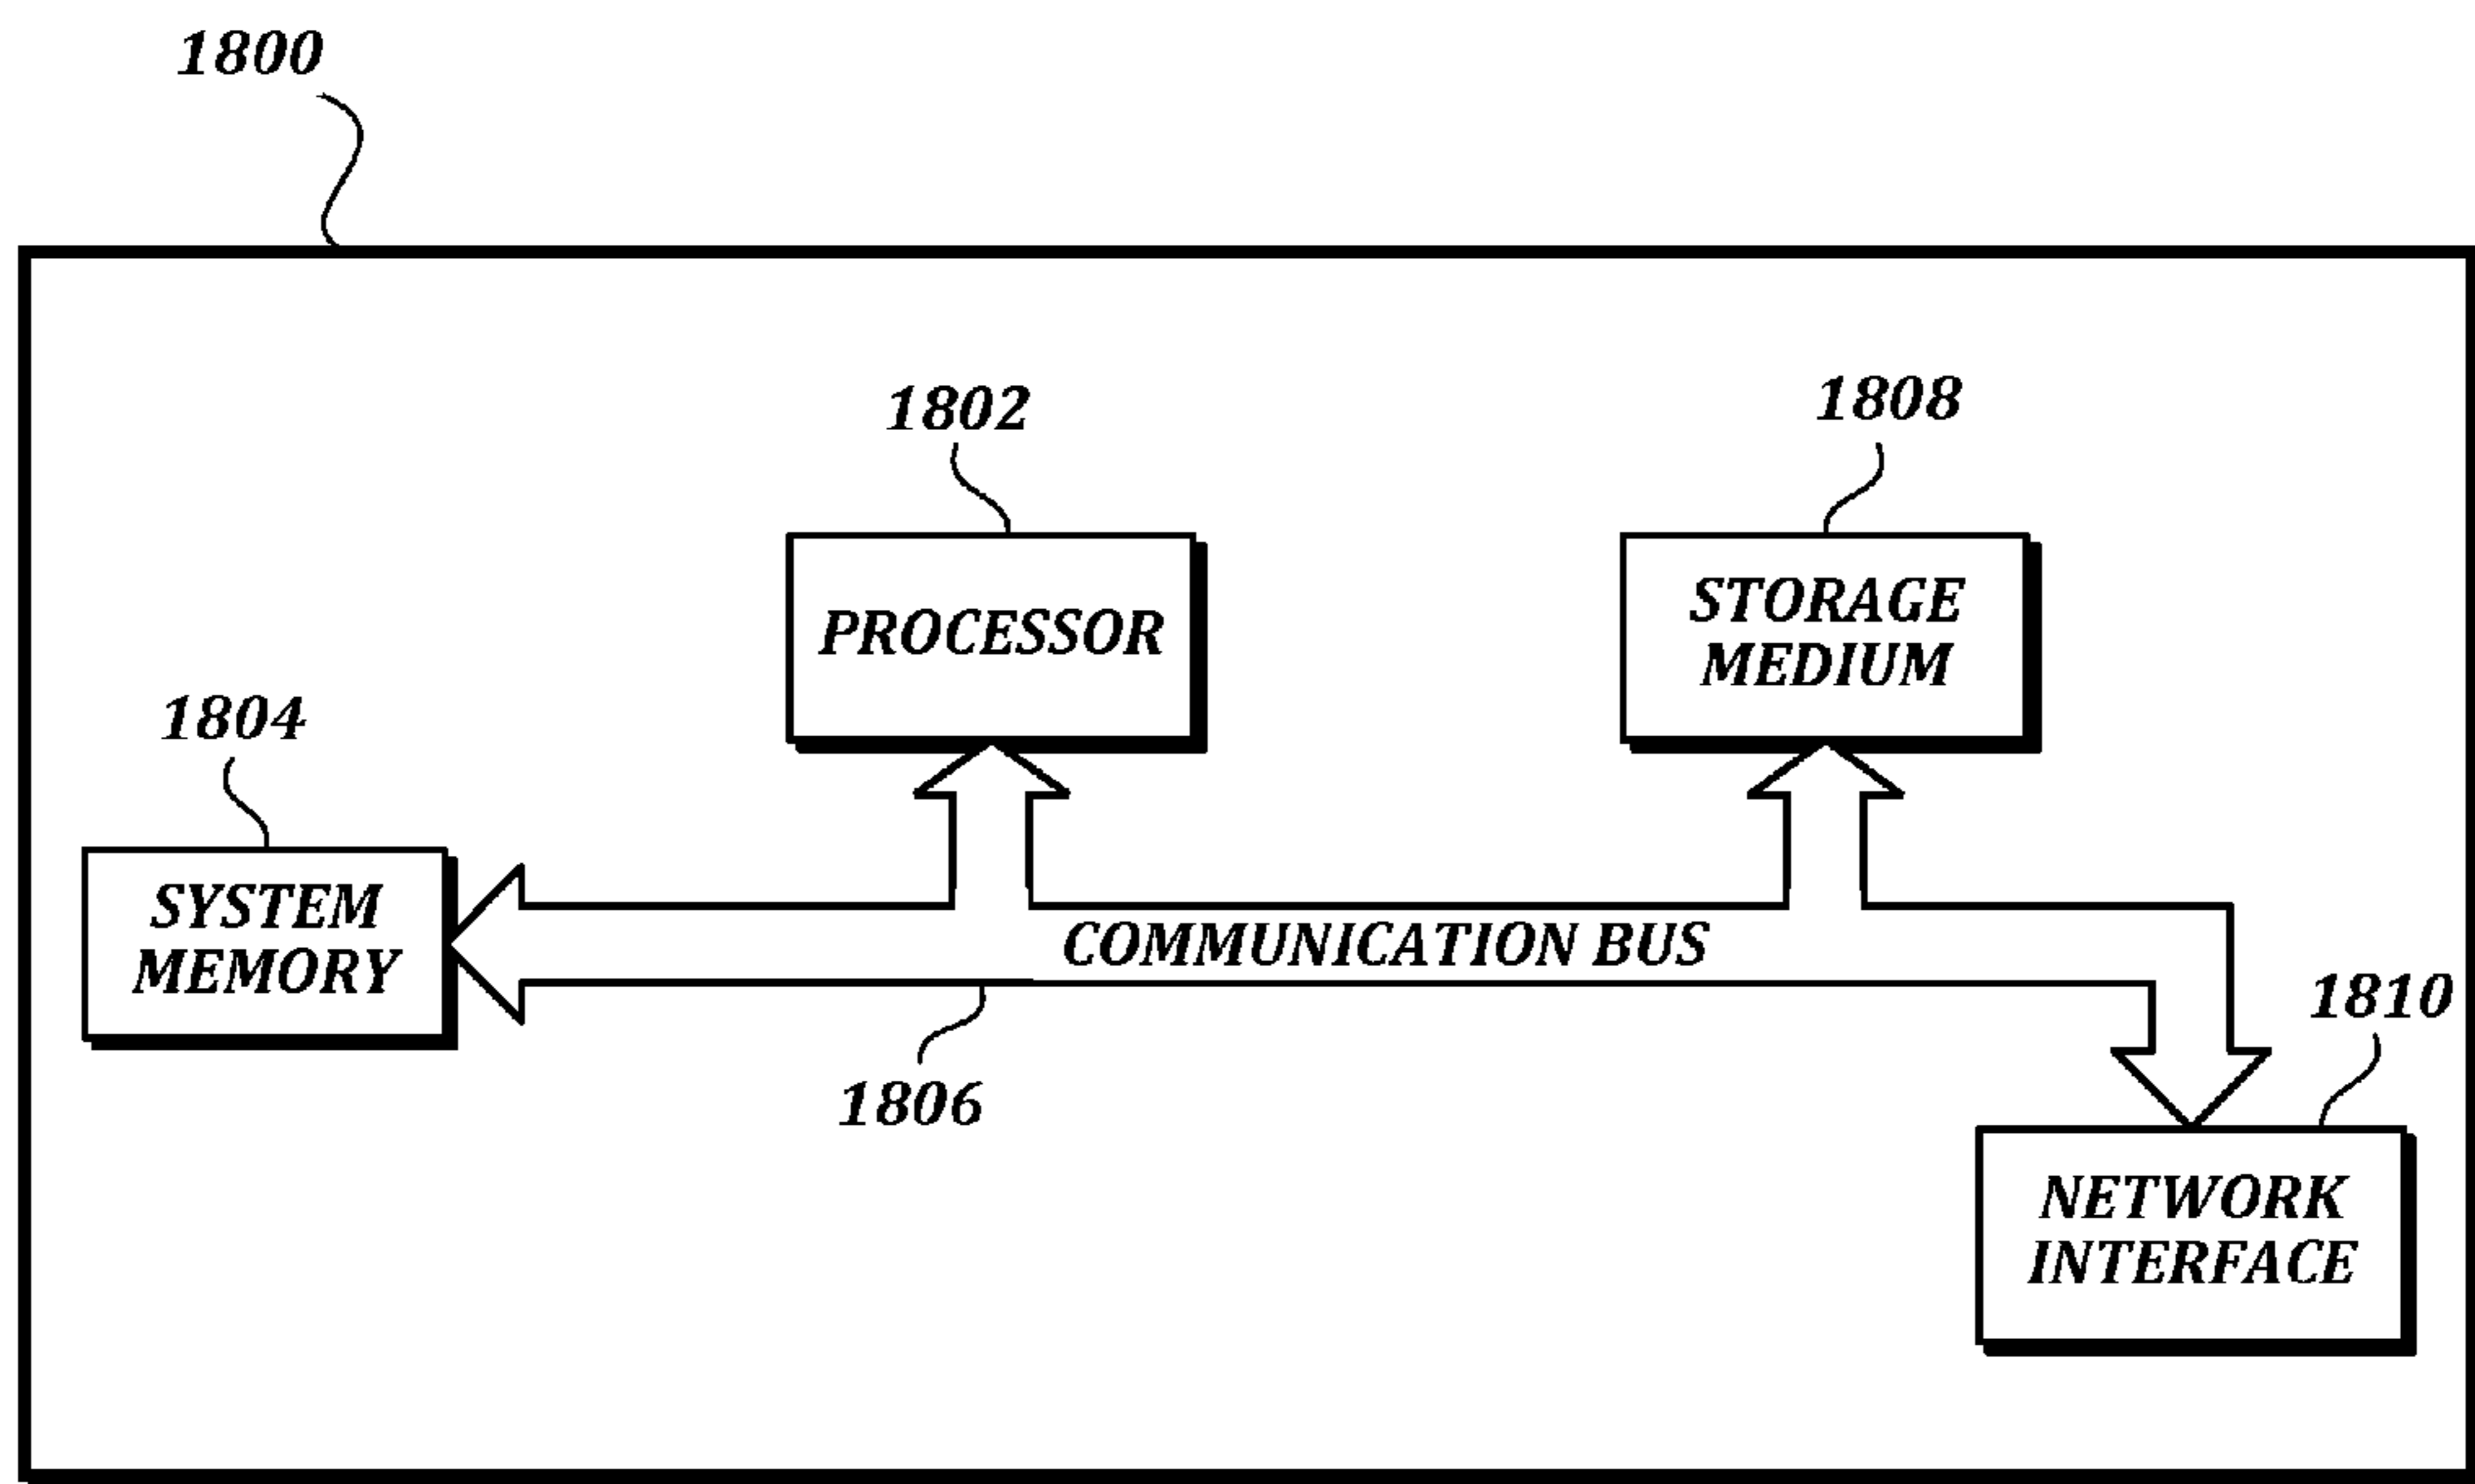 1800
1802
1808
PROCESSOR
STORAGE
MEDIUM
1804
SYSTEM
MEMORY
COMMUNICATION BUS
1806
1810
NETWORK
INTERFACE